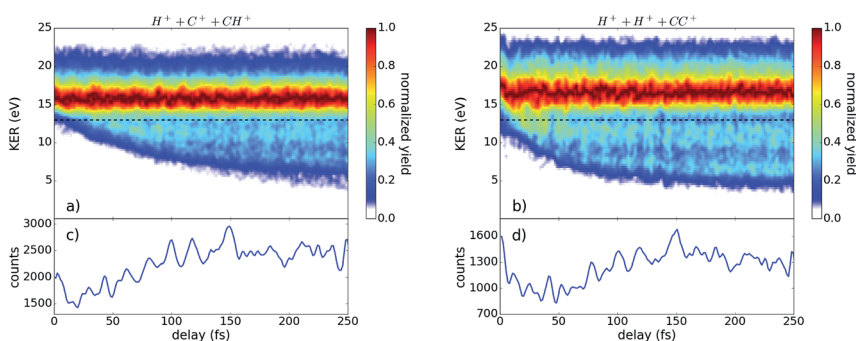 H⁺ + C⁺ + CH⁺
25
20
15
10
5
KER (eV)
a)
1.0
0.8
0.6
0.4
0.2
0.0
normalized yield
c)
3000
2500
2000
1500
counts
0 50 100 150 200 250
delay (fs)
H⁺ + H⁺ + CC⁺
25
20
15
10
5
KER (eV)
b)
1.0
0.8
0.6
0.4
0.2
0.0
normalized yield
d)
1600
1300
1000
700
counts
0 50 100 150 200 250
delay (fs)